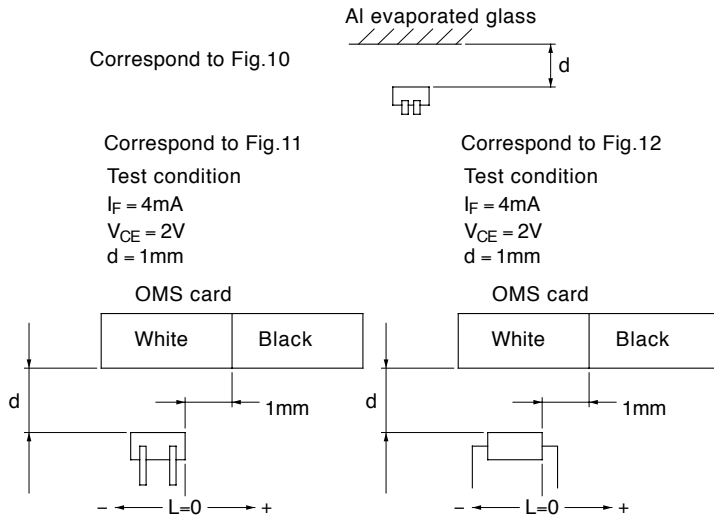 Al evaporated glass
Correspond to Fig.10
d
Correspond to Fig.11
Test condition
I_F = 4mA
V_CE = 2V
d = 1mm
OMS card
White Black
d
1mm
− L=0 +
Correspond to Fig.12
Test condition
I_F = 4mA
V_CE = 2V
d = 1mm
OMS card
White Black
d
1mm
− L=0 +